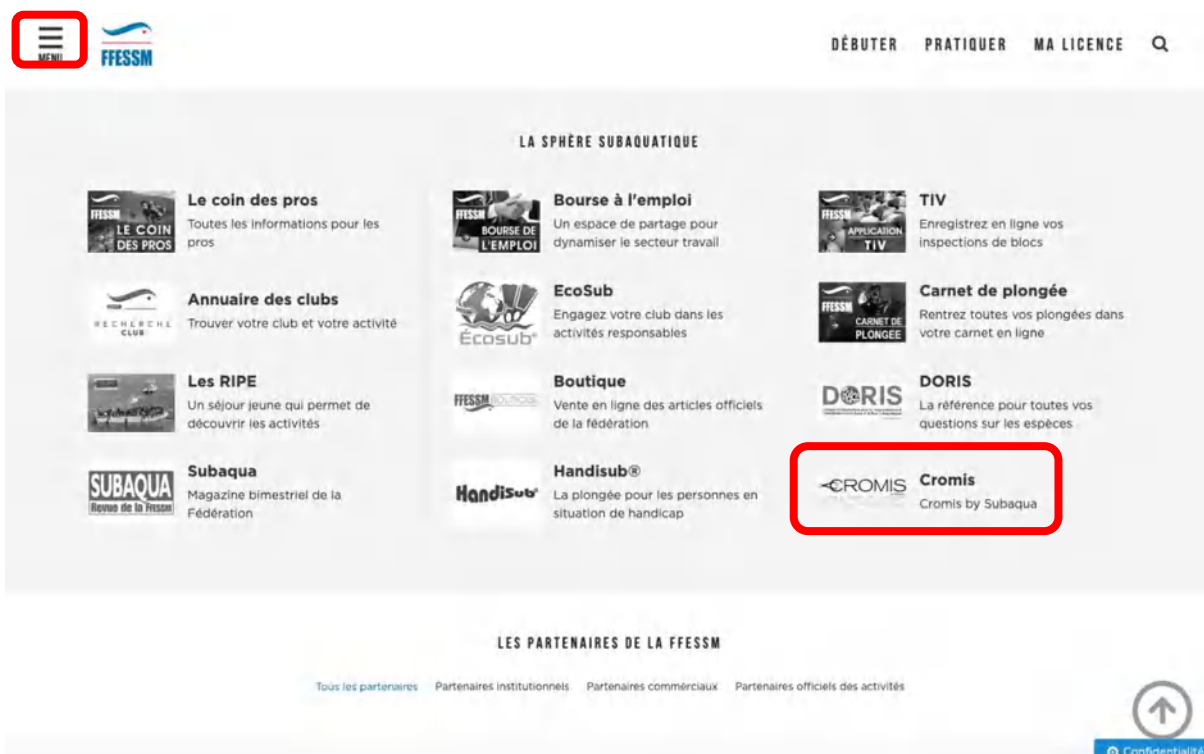 MENU
FFESSM
DÉBUTER PRATIQUER MA LICENCE
LA SPHÈRE SUBAQUATIQUE
FFESSM
LE COIN
DES PROS
Le coin des pros
Toutes les informations pour les
pros
FFESSM
BOURSE DE
L'EMPLOI
Bourse à l'emploi
Un espace de partage pour
dynamiser le secteur travail
FFESSM
APPLICATION
TIV
TIV
Enregistrez en ligne vos
inspections de blocs
RECHERCHE
CLUB
Annuaire des clubs
Trouver votre club et votre activité
Écosub
EcoSub
Engagez votre club dans les
activités responsables
FFESSM
CARNET DE
PLONGEE
Carnet de plongée
Rentrez toutes vos plongées dans
votre carnet en ligne
Les RIPE
Un séjour jeune qui permet de
découvrir les activités
FFESSM BOUTIQUE
Boutique
Vente en ligne des articles officiels
de la fédération
DORIS
DORIS
La référence pour toutes vos
questions sur les espèces
SUBAQUA
Revue de la FFESSM
Subaqua
Magazine bimestriel de la
Fédération
HandiSub
Handisub®
La plongée pour les personnes en
situation de handicap
CROMIS
Cromis
Cromis by Subaqua
LES PARTENAIRES DE LA FFESSM
Tous les partenaires Partenaires institutionnels Partenaires commerciaux Partenaires officiels des activités
Confidentialité